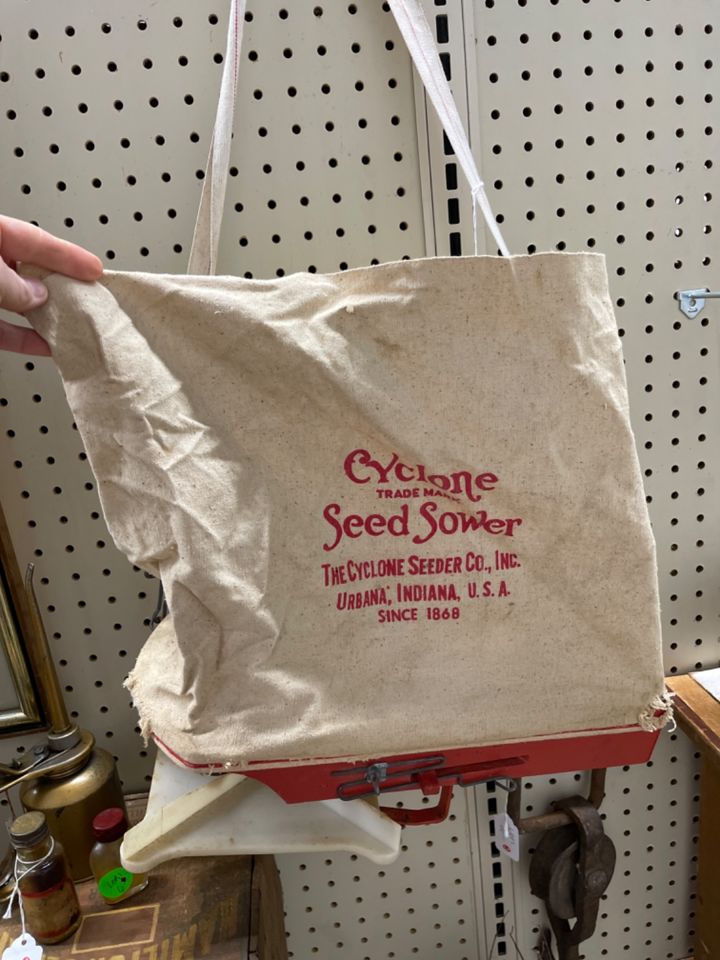 Cyclone
TRADE MARK
Seed Sower
THE CYCLONE SEEDER CO., INC.
URBANA, INDIANA, U. S. A.
SINCE 1868